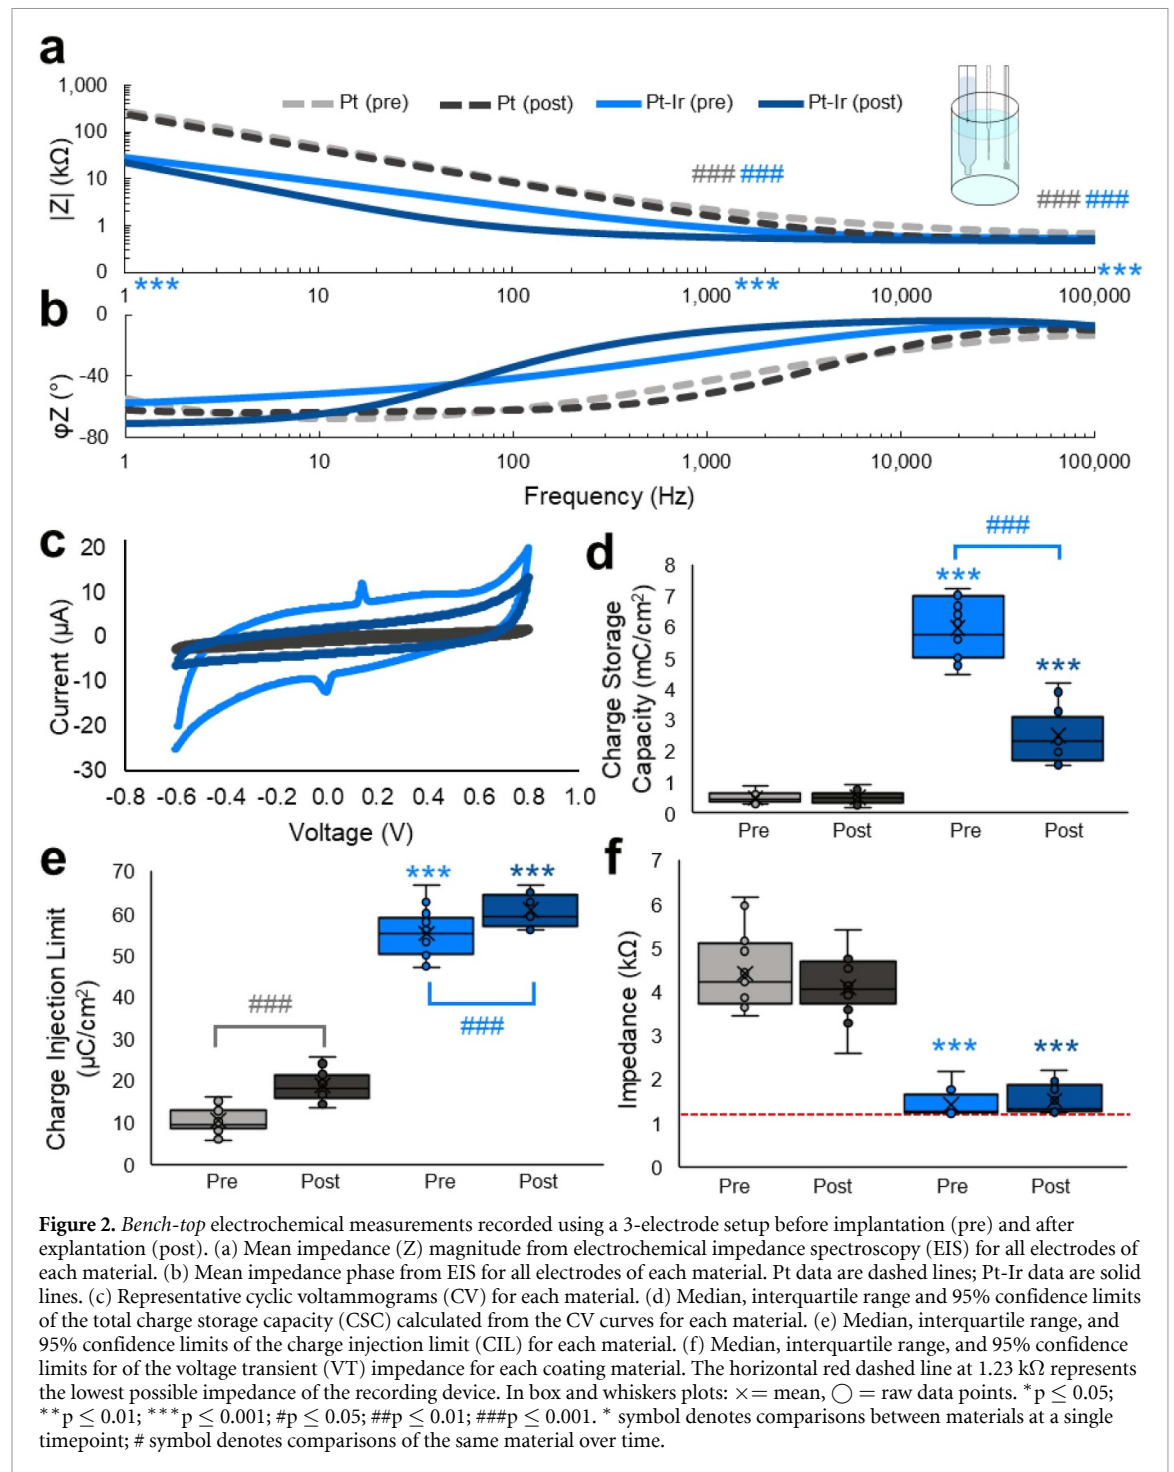 a
1,000
100
10
1
0
|Z| (kΩ)
Pt (pre)
Pt (post)
Pt-Ir (pre)
Pt-Ir (post)
### ###
### ###
*** *** ***
1 10 100 1,000 10,000 100,000
b
0
-40
-80
φZ (°)
1 10 100 1,000 10,000 100,000
Frequency (Hz)
c
20
10
0
-10
-20
-30
Current (µA)
-0.8 -0.6 -0.4 -0.2 0.0 0.2 0.4 0.6 0.8 1.0
Voltage (V)
d
###
8
7
6
5
4
3
2
1
0
Charge Storage
Capacity (mC/cm²)
***
***
Pre Post Pre Post
e
70
60
50
40
30
20
10
0
Charge Injection Limit
(µC/cm²)
*** ***
###
###
Pre Post Pre Post
f
7
6
5
4
3
2
1
0
Impedance (kΩ)
*** ***
Pre Post Pre Post
Figure 2. Bench-top electrochemical measurements recorded using a 3-electrode setup before implantation (pre) and after
explantation (post). (a) Mean impedance (Z) magnitude from electrochemical impedance spectroscopy (EIS) for all electrodes of
each material. (b) Mean impedance phase from EIS for all electrodes of each material. Pt data are dashed lines; Pt-Ir data are solid
lines. (c) Representative cyclic voltammograms (CV) for each material. (d) Median, interquartile range and 95% confidence limits
of the total charge storage capacity (CSC) calculated from the CV curves for each material. (e) Median, interquartile range, and
95% confidence limits of the charge injection limit (CIL) for each material. (f) Median, interquartile range, and 95% confidence
limits for of the voltage transient (VT) impedance for each coating material. The horizontal red dashed line at 1.23 kΩ represents
the lowest possible impedance of the recording device. In box and whiskers plots: ×= mean, ◯ = raw data points. *p ≤ 0.05;
**p ≤ 0.01; ***p ≤ 0.001; #p ≤ 0.05; ##p ≤ 0.01; ###p ≤ 0.001. * symbol denotes comparisons between materials at a single
timepoint; # symbol denotes comparisons of the same material over time.